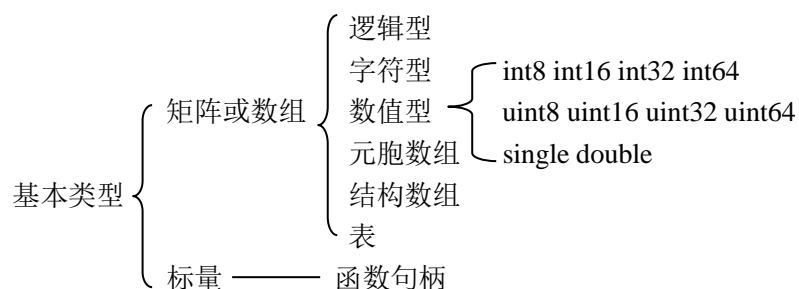 逻辑型
字符型 int8 int16 int32 int64
矩阵或数组 数值型 uint8 uint16 uint32 uint64
元胞数组 single double
基本类型 结构数组
表
标量 函数句柄